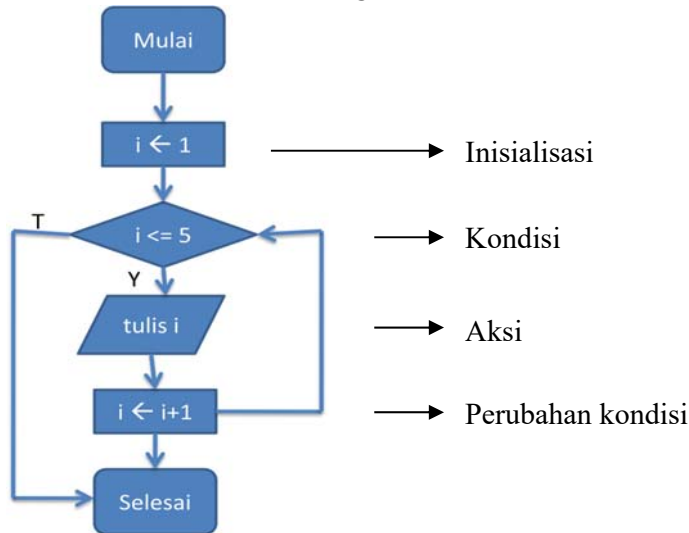 Mulai
i ← 1
Inisialisasi
T
i <= 5
Kondisi
Y
tulis i
Aksi
i ← i+1
Perubahan kondisi
Selesai